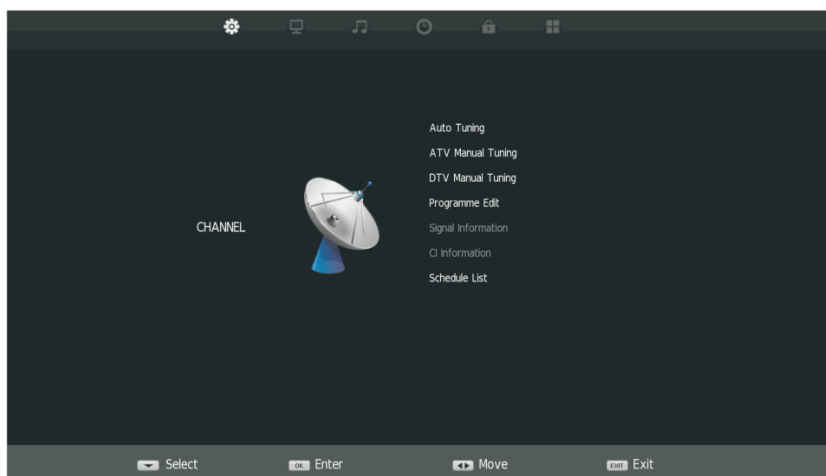 Auto Tuning
ATV Manual Tuning
DTV Manual Tuning
Programme Edit
CHANNEL
Signal Information
CI Information
Schedule List
Select
OK Enter
Move
EXIT Exit